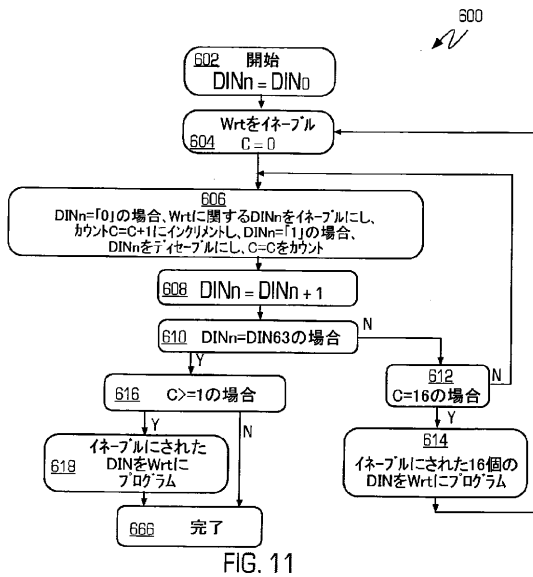 600
602 開始
DINn = DIN0
Wrtをイネーブル
604 C = 0
606
DINn=「0」の場合、Wrtに関するDINnをイネーブルにし、
カウントC=C+1にインクリメントし、DINn=「1」の場合、
DINnをディセーブルにし、C=Cをカウント
608 DINn = DINn + 1
610 DINn=DIN63の場合
N
Y
616 C>=1の場合
612
C=16の場合
N
Y
N
Y
618 イネーブルにされた
DINをWrtに
プログラム
614
イネーブルにされた16個の
DINをWrtにプログラム
666 完了
FIG. 11